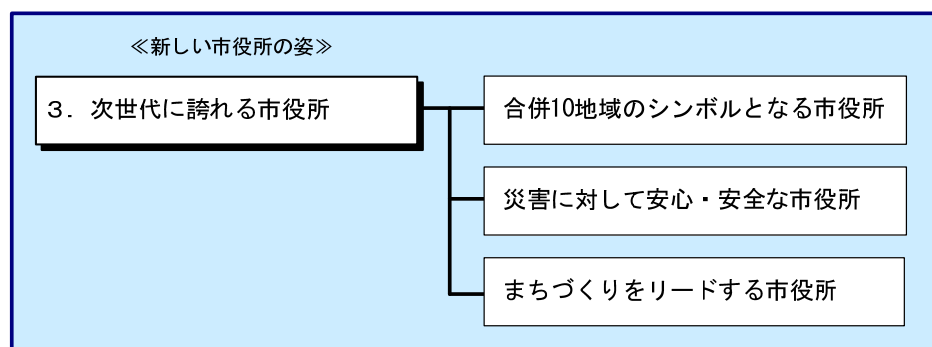 ≪新しい市役所の姿≫
３．次世代に誇れる市役所
合併10地域のシンボルとなる市役所
災害に対して安心・安全な市役所
まちづくりをリードする市役所